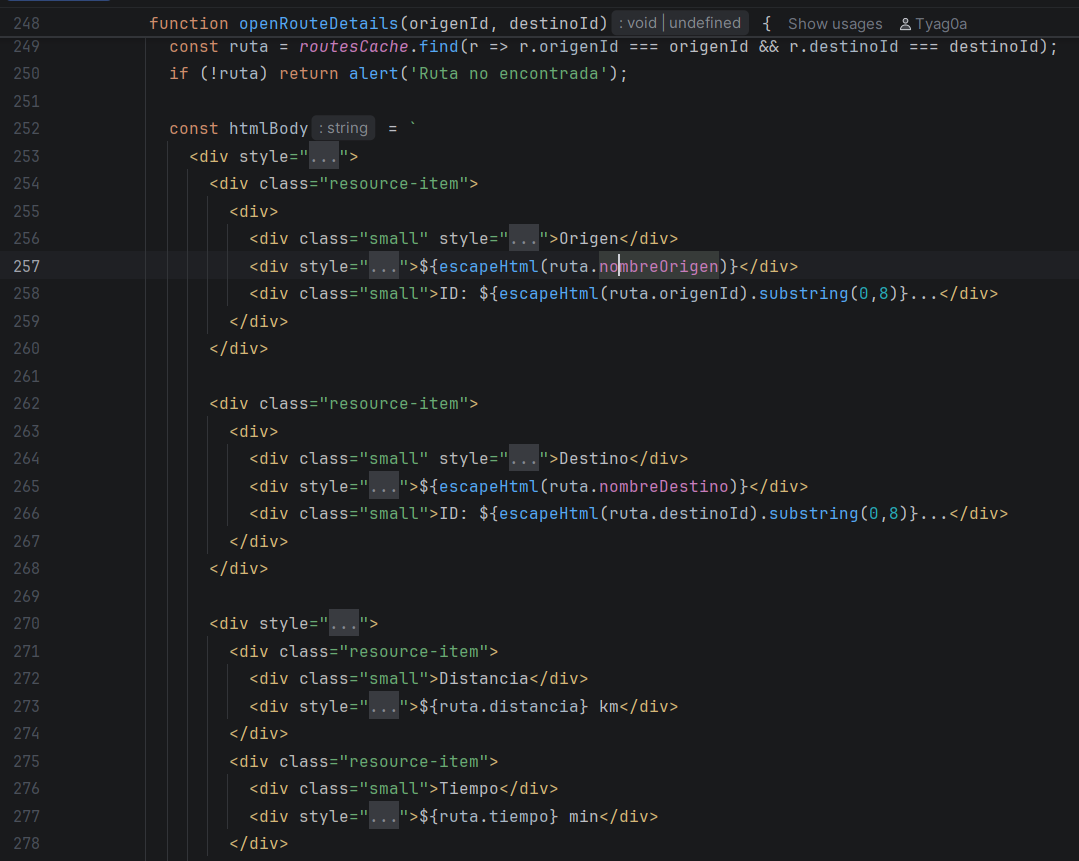 248 function openRouteDetails(origenId, destinoId) : void | undefined { Show usages Tyag0a
249 const ruta = routesCache.find(r => r.origenId === origenId && r.destinoId === destinoId);
250 if (!ruta) return alert('Ruta no encontrada');
251
252 const htmlBody : string = `
253 <div style="...">
254 <div class="resource-item">
255 <div>
256 <div class="small" style="...">Origen</div>
257 <div style="...">${escapeHtml(ruta.nombreOrigen)}</div>
258 <div class="small">ID: ${escapeHtml(ruta.origenId).substring(0,8)}...</div>
259 </div>
260 </div>
261
262 <div class="resource-item">
263 <div>
264 <div class="small" style="...">Destino</div>
265 <div style="...">${escapeHtml(ruta.nombreDestino)}</div>
266 <div class="small">ID: ${escapeHtml(ruta.destinoId).substring(0,8)}...</div>
267 </div>
268 </div>
269
270 <div style="...">
271 <div class="resource-item">
272 <div class="small">Distancia</div>
273 <div style="...">${ruta.distancia} km</div>
274 </div>
275 <div class="resource-item">
276 <div class="small">Tiempo</div>
277 <div style="...">${ruta.tiempo} min</div>
278 </div>